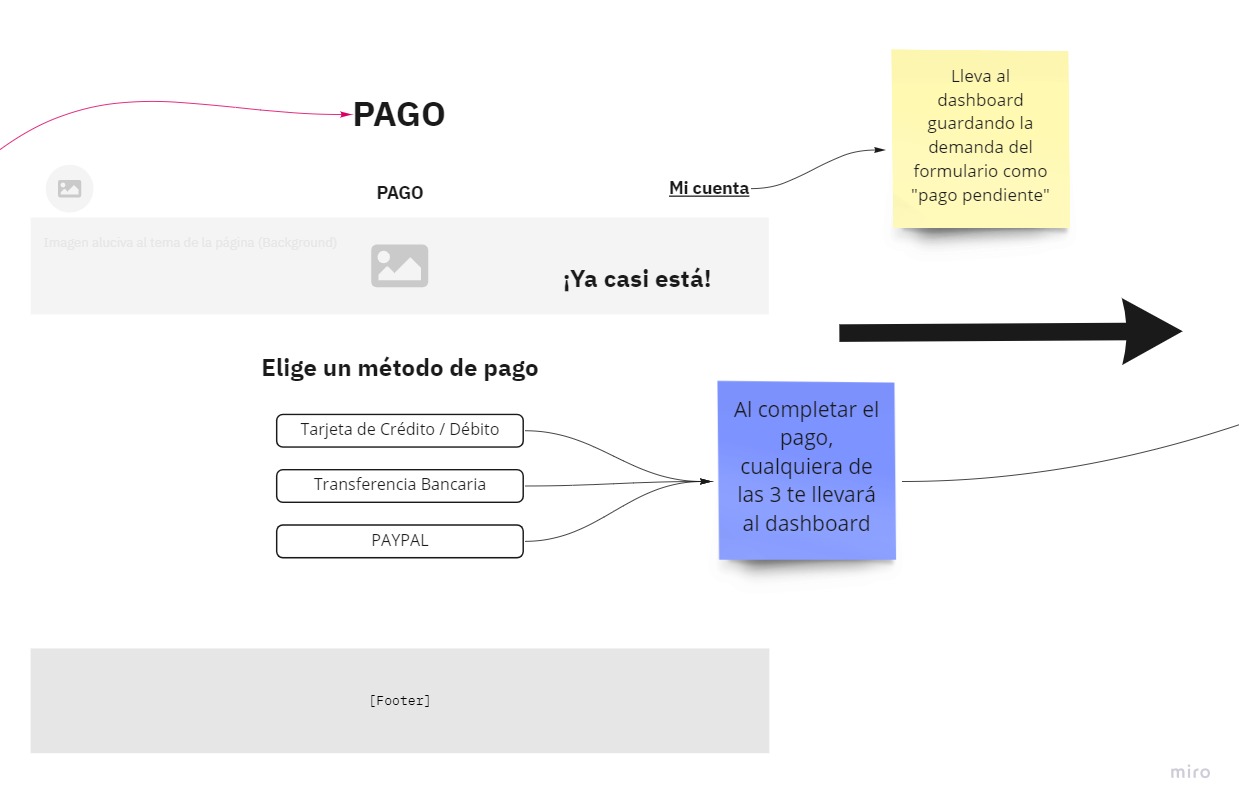 PAGO
PAGO
Mi cuenta
Lleva al
dashboard
guardando la
demanda del
formulario como
"pago pendiente"
Imagen aluciva al tema de la página (Background)
¡Ya casi está!
Elige un método de pago
Tarjeta de Crédito / Débito
Transferencia Bancaria
PAYPAL
Al completar el
pago,
cualquiera de
las 3 te llevará
al dashboard
[Footer]
miro